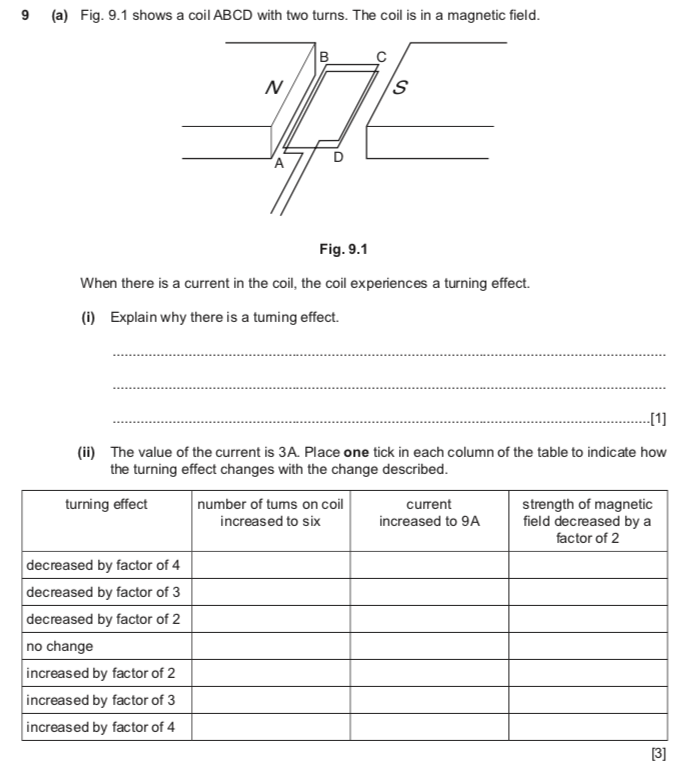 9 (a) Fig. 9.1 shows a coil ABCD with two turns. The coil is in a magnetic field.
B C
N S
A D
Fig. 9.1
When there is a current in the coil, the coil experiences a turning effect.
(i) Explain why there is a turning effect.
[1]
(ii) The value of the current is 3A. Place one tick in each column of the table to indicate how
the turning effect changes with the change described.
turning effect number of turns on coil current strength of magnetic
increased to six increased to 9A field decreased by a
factor of 2
decreased by factor of 4
decreased by factor of 3
decreased by factor of 2
no change
increased by factor of 2
increased by factor of 3
increased by factor of 4
[3]